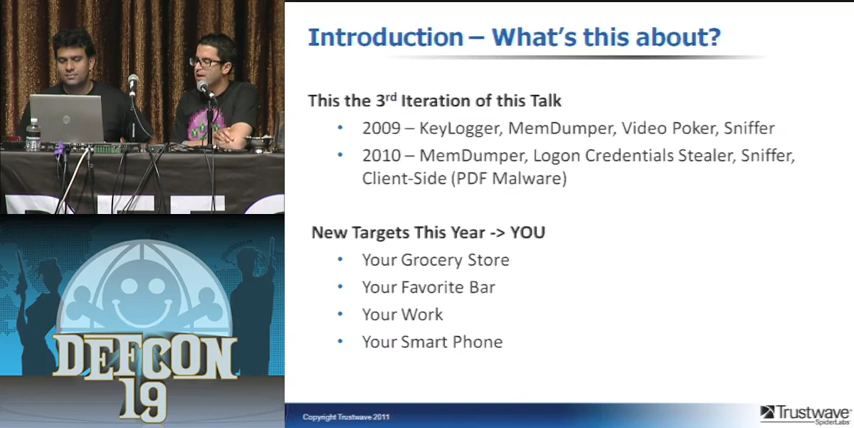 Introduction – What's this about?
This the 3rd Iteration of this Talk
• 2009 – KeyLogger, MemDumper, Video Poker, Sniffer
• 2010 – MemDumper, Logon Credentials Stealer, Sniffer,
Client-Side (PDF Malware)
New Targets This Year -> YOU
• Your Grocery Store
• Your Favorite Bar
• Your Work
• Your Smart Phone
DEFCON
19
Copyright Trustwave 2011
Trustwave®
SpiderLabs®